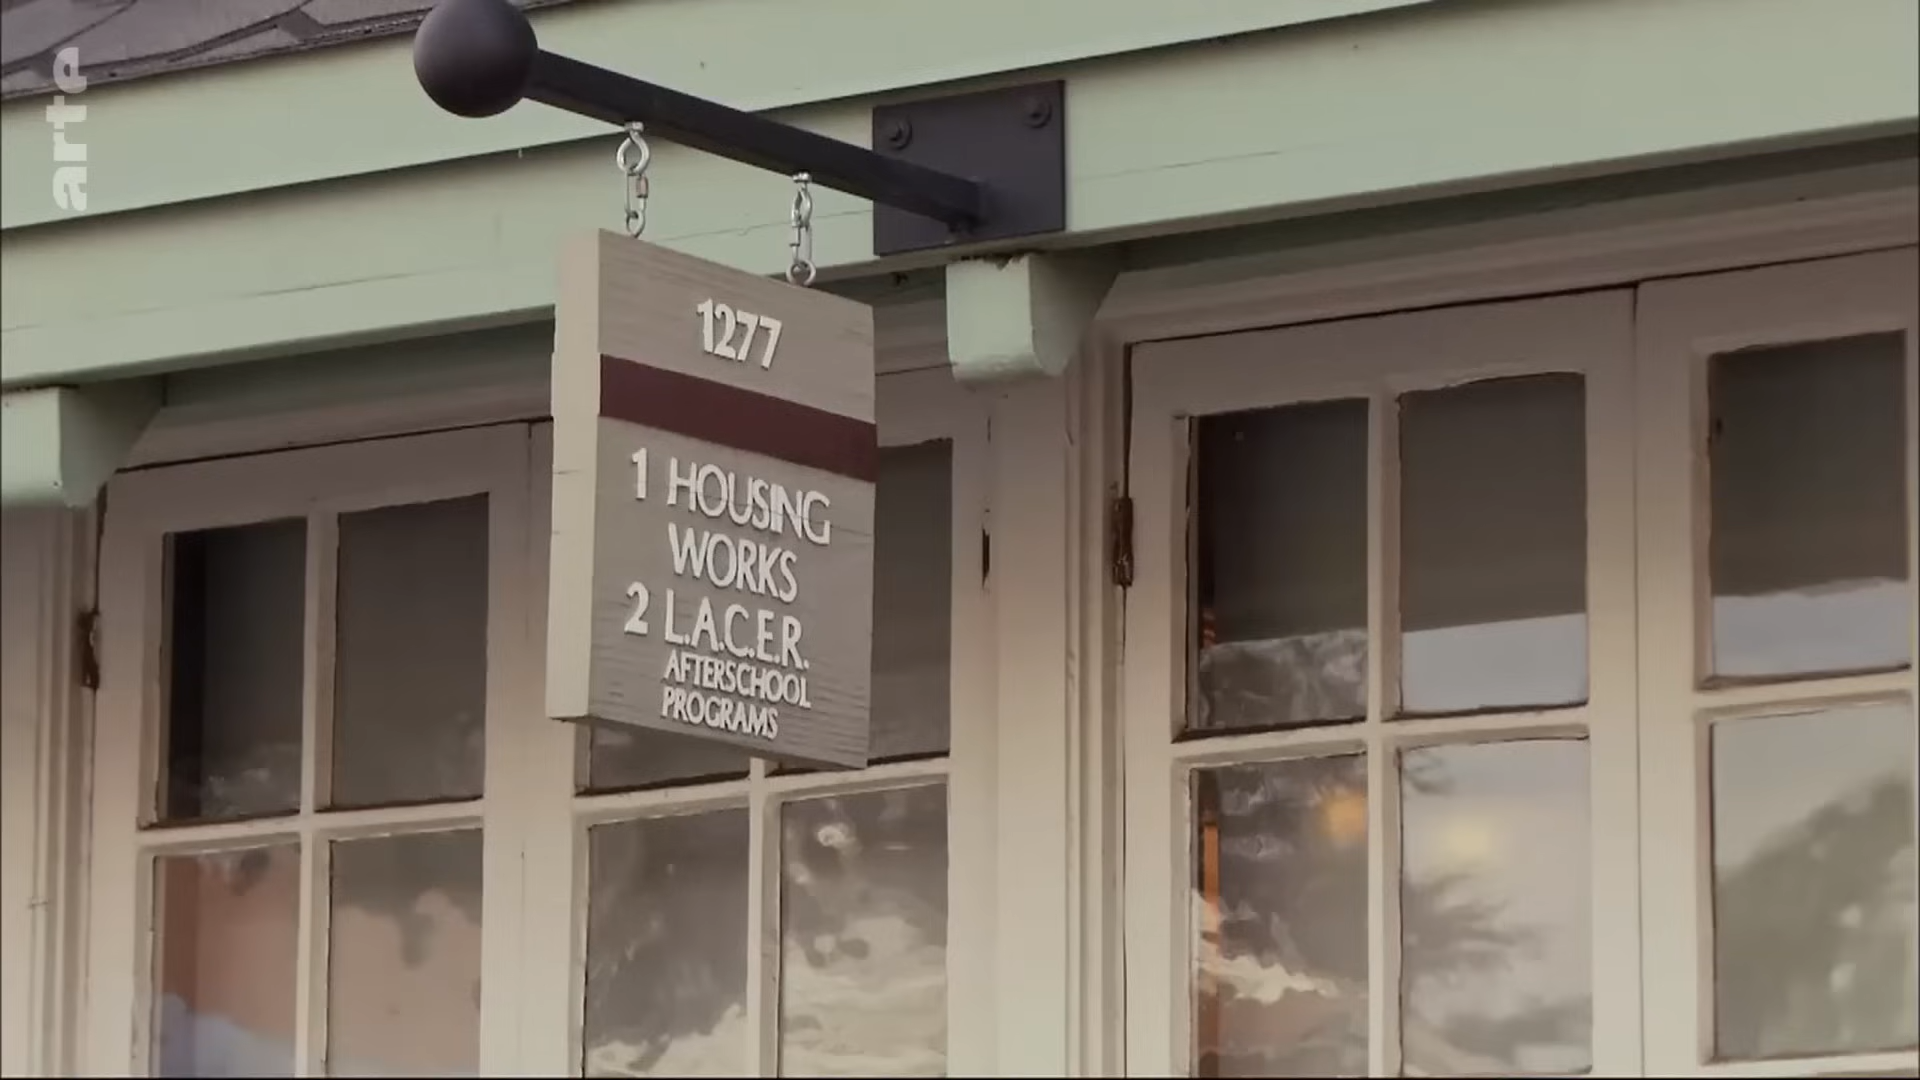 arte
1277
1 HOUSING
WORKS
2 L.A.C.E.R.
AFTERSCHOOL
PROGRAMS